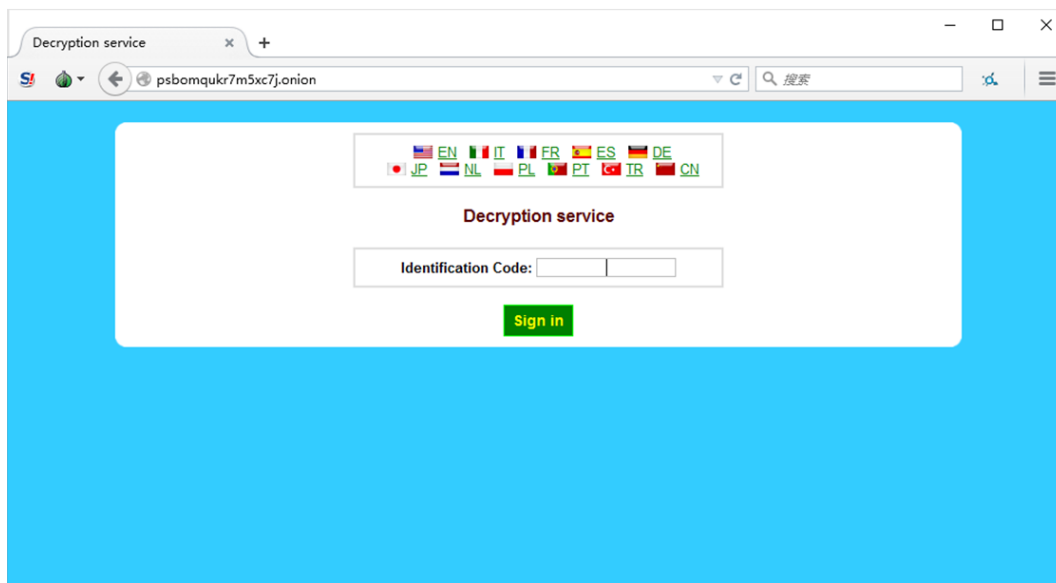 Decryption service
psbomqukr7m5xc7j.onion
搜索
EN IT FR ES DE
JP NL PL PT TR CN
Decryption service
Identification Code:
Sign in